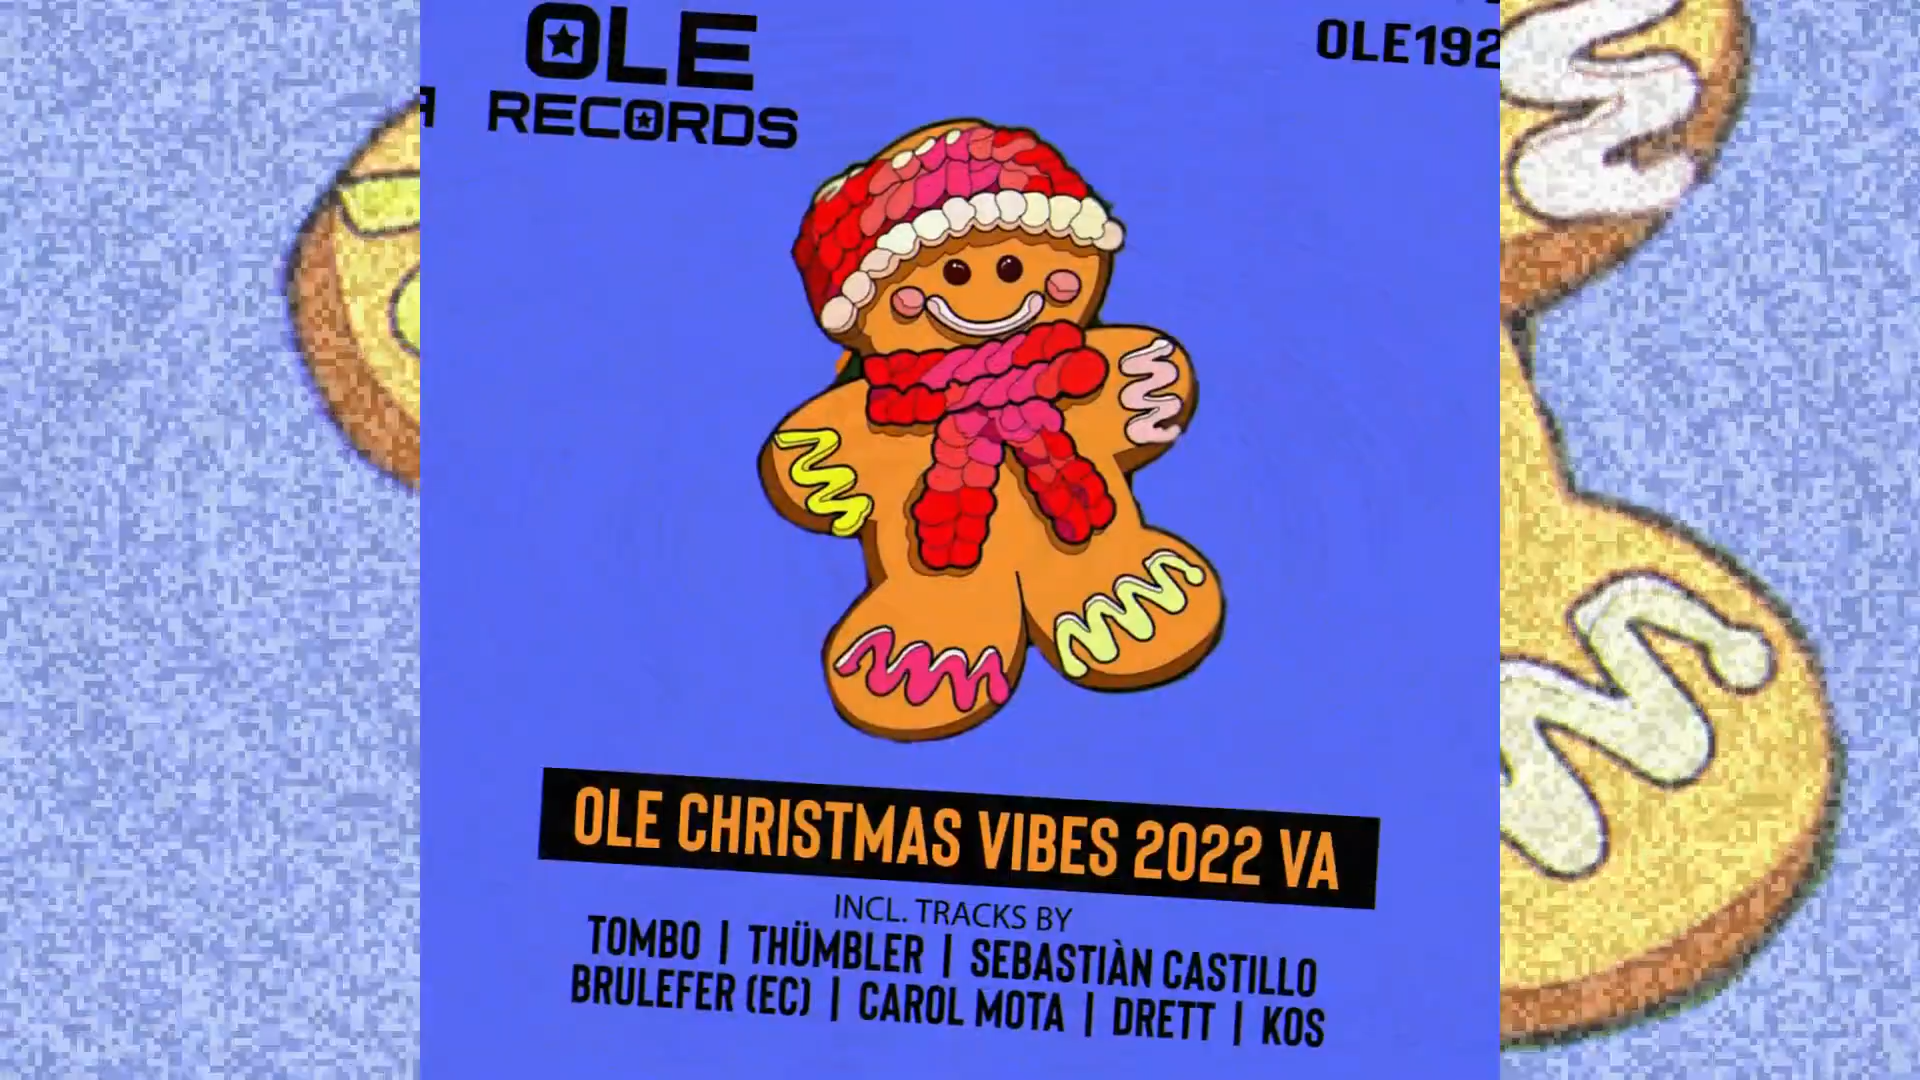 OLE
RECORDS
OLE192
OLE CHRISTMAS VIBES 2022 VA
INCL. TRACKS BY
TOMBO | THÜMBLER | SEBASTIÀN CASTILLO
BRULEFER (EC) | CAROL MOTA | DRETT | KOS